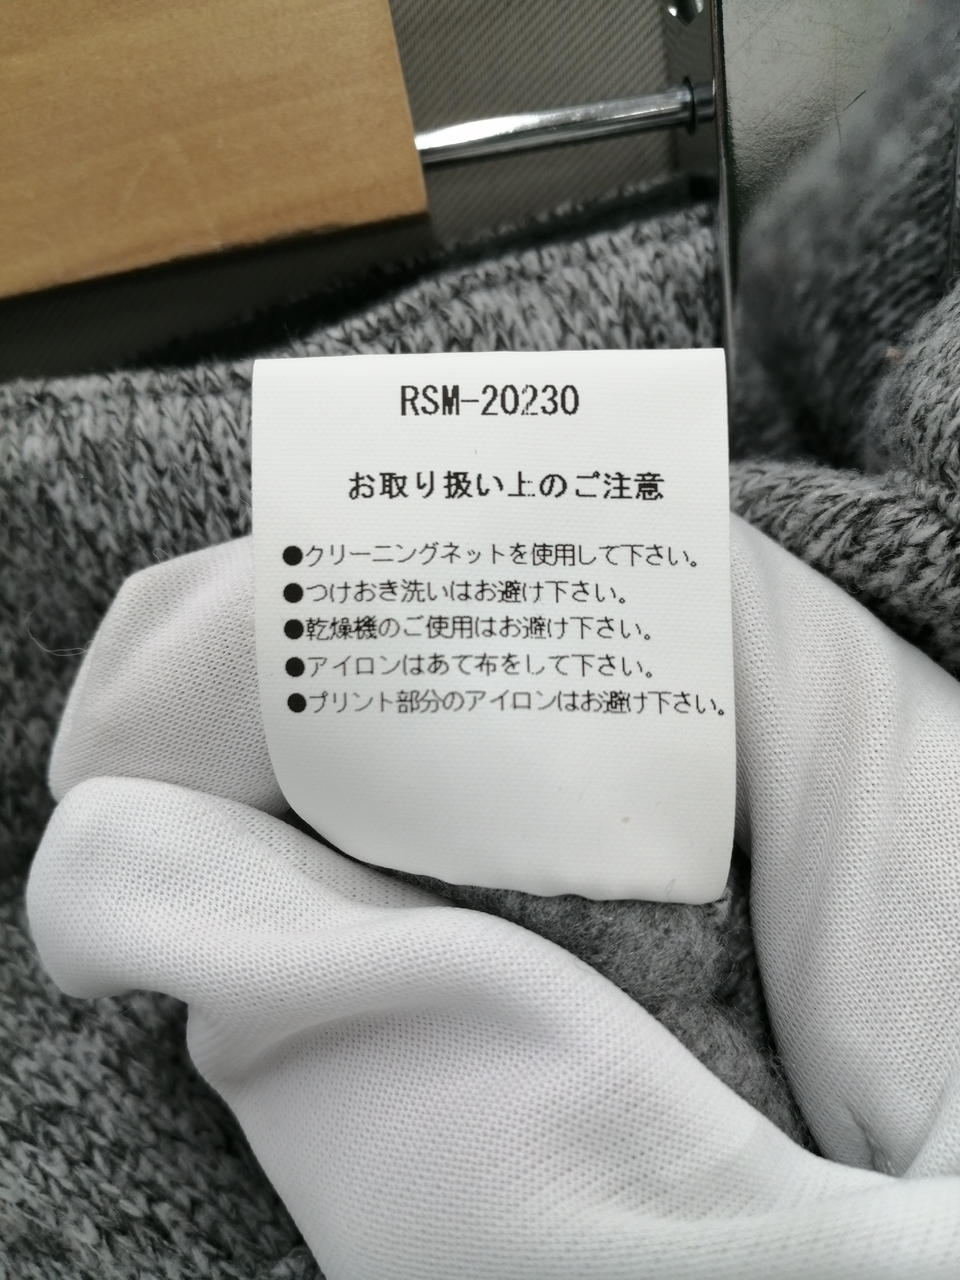 RSM-20230
お取り扱い上のご注意
●クリーニングネットを使用して下さい。
●つけおき洗いはお避け下さい。
●乾燥機のご使用はお避け下さい。
●アイロンはあて布をして下さい。
●プリント部分のアイロンはお避け下さい。